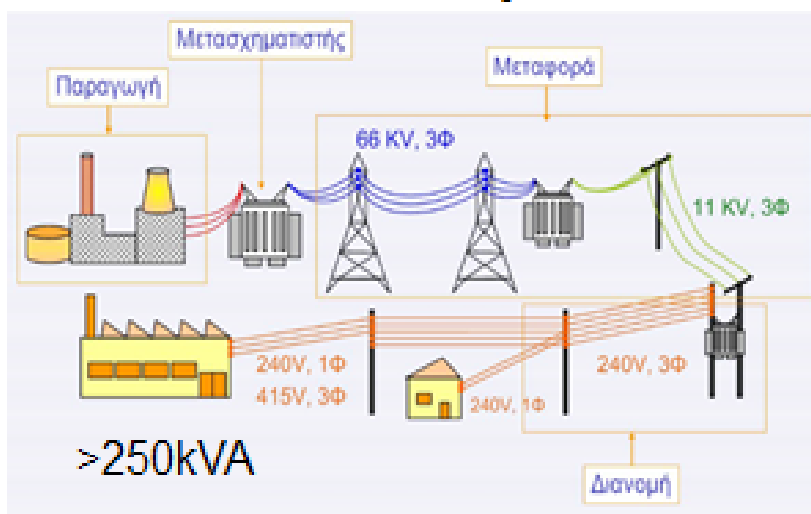 Μετασχηματιστής
Μεταφορά
Παραγωγή
66 KV, 3Φ
11 KV, 3Φ
240V, 1Φ
415V, 3Φ
240V, 1Φ
240V, 3Φ
>250kVA
Διανομή